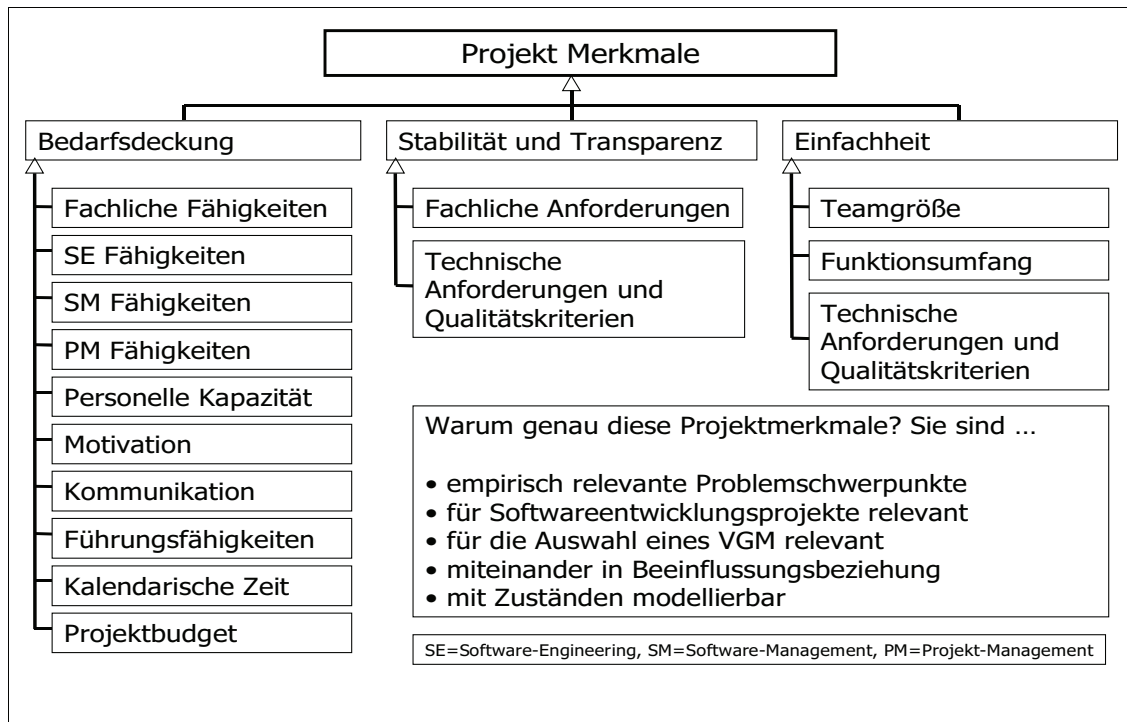 Projekt Merkmale
Bedarfsdeckung
Fachliche Fähigkeiten
SE Fähigkeiten
SM Fähigkeiten
PM Fähigkeiten
Personelle Kapazität
Motivation
Kommunikation
Führungsfähigkeiten
Kalendarische Zeit
Projektbudget
Stabilität und Transparenz
Fachliche Anforderungen
Technische
Anforderungen und
Qualitätskriterien
Einfachheit
Teamgröße
Funktionsumfang
Technische
Anforderungen und
Qualitätskriterien
Warum genau diese Projektmerkmale? Sie sind …
• empirisch relevante Problemschwerpunkte
• für Softwareentwicklungsprojekte relevant
• für die Auswahl eines VGM relevant
• miteinander in Beeinflussungsbeziehung
• mit Zuständen modellierbar
SE=Software-Engineering, SM=Software-Management, PM=Projekt-Management